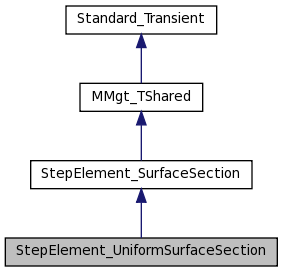 Standard_Transient
MMgt_TShared
StepElement_SurfaceSection
StepElement_UniformSurfaceSection